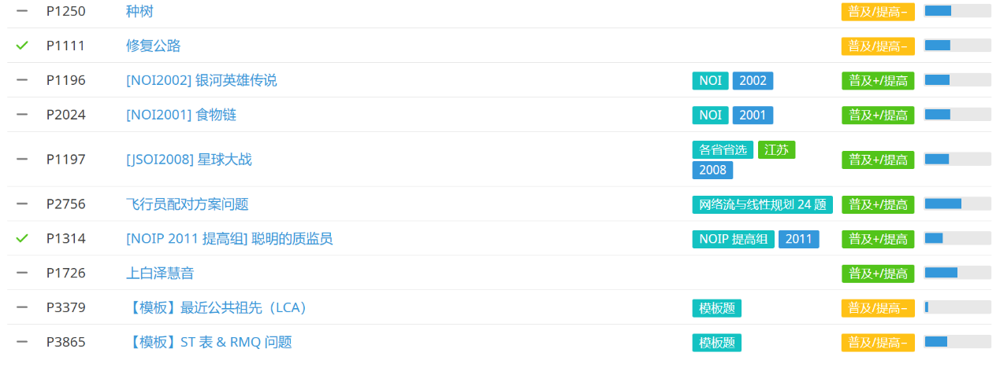 P1250 种树 普及/提高−
P1111 修复公路 普及/提高−
P1196 [NOI2002] 银河英雄传说 NOI 2002 普及+/提高
P2024 [NOI2001] 食物链 NOI 2001 普及+/提高
P1197 [JSOI2008] 星球大战 各省省选 江苏 2008 普及+/提高
P2756 飞行员配对方案问题 网络流与线性规划 24 题 普及+/提高
P1314 [NOIP 2011 提高组] 聪明的质监员 NOIP 提高组 2011 普及+/提高
P1726 上白泽慧音 普及+/提高
P3379 【模板】最近公共祖先（LCA） 模板题 普及/提高−
P3865 【模板】ST 表 & RMQ 问题 模板题 普及/提高−